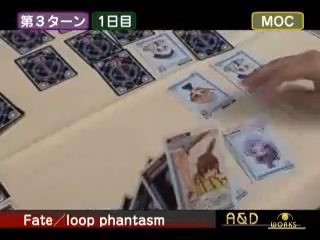 第３ターン １日目 MOC
Fate／loop phantasm A&D WORKS